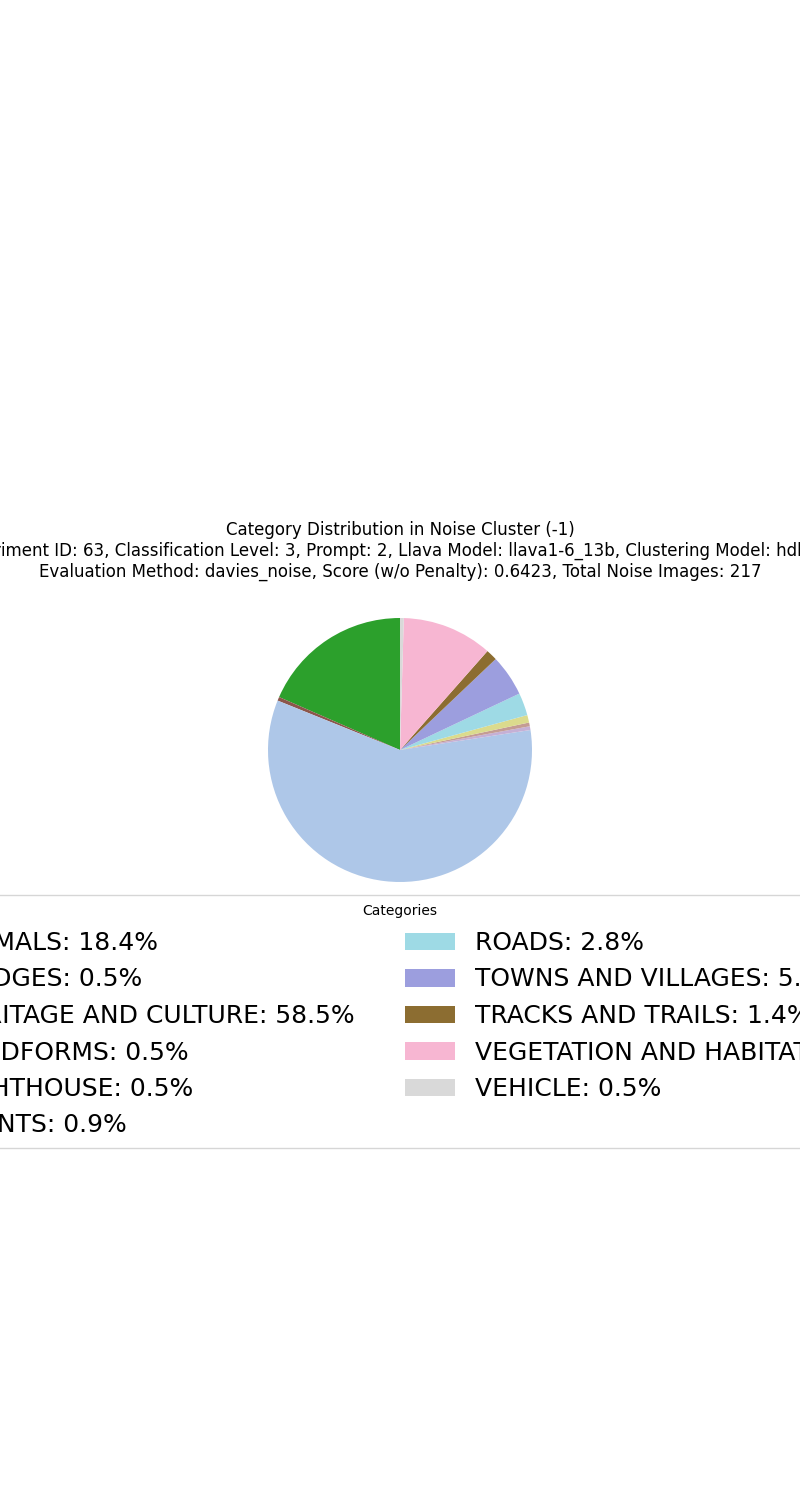 Category Distribution in Noise Cluster (-1)
ID: 63, Classification Level: 3, Prompt: 2, Llava Model: llava1-6_13b, Clustering Model:
Evaluation Method: davies_noise, Score (w/o Penalty): 0.6423, Total Noise Images: 217
Categories
MALS: 18.4%
DGES: 0.5%
ITAGE AND CULTURE: 58.5%
DFORMS: 0.5%
HTHOUSE: 0.5%
NTS: 0.9%
ROADS: 2.8%
TOWNS AND VILLAGES: 5.
TRACKS AND TRAILS: 1.4%
VEGETATION AND HABITAT
VEHICLE: 0.5%